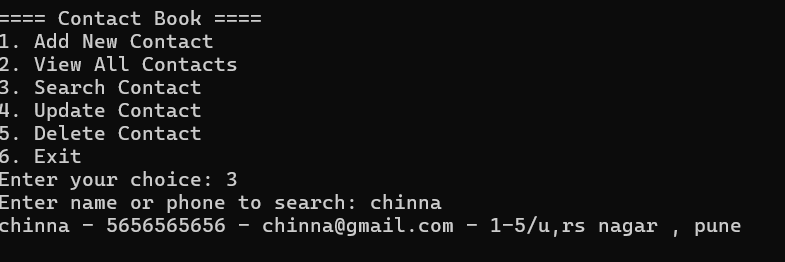 ==== Contact Book ====
1. Add New Contact
2. View All Contacts
3. Search Contact
4. Update Contact
5. Delete Contact
6. Exit
Enter your choice: 3
Enter name or phone to search: chinna
chinna - 5656565656 - chinna@gmail.com - 1-5/u,rs nagar , pune